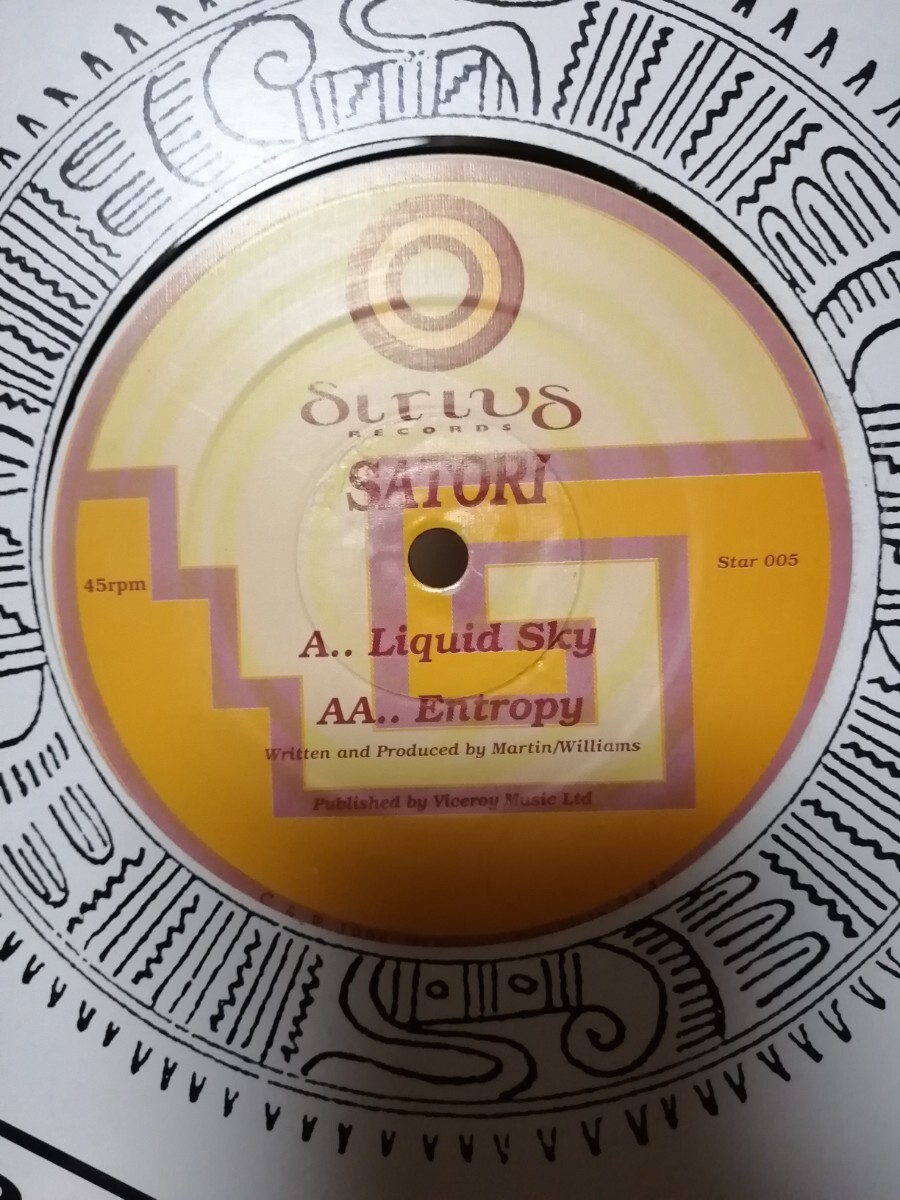 Sirius
RECORDS
SATORI
45rpm
Star 005
A.. Liquid Sky
AA.. Entropy
Written and Produced by Martin/Williams
Published by Viceroy Music Ltd